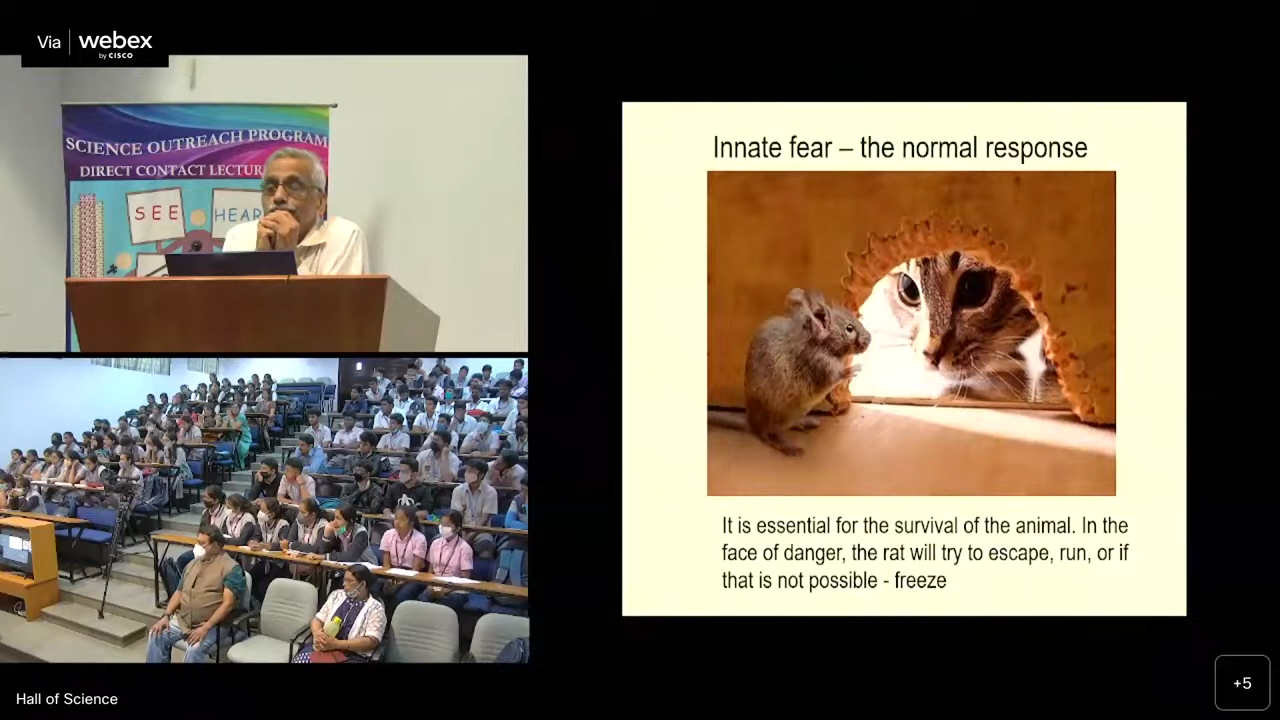 Via webex
by CISCO
SCIENCE OUTREACH PROGRAM
DIRECT CONTACT
SEE
HEAR
Innate fear – the normal response
It is essential for the survival of the animal. In the
face of danger, the rat will try to escape, run, or if
that is not possible - freeze
Hall of Science
+5